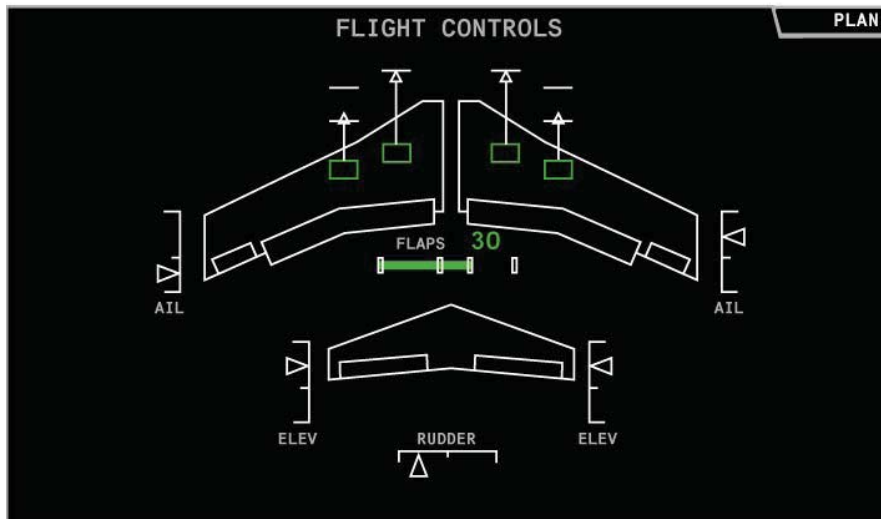 PLAN
FLIGHT CONTROLS
FLAPS 30
AIL
AIL
ELEV
RUDDER
ELEV